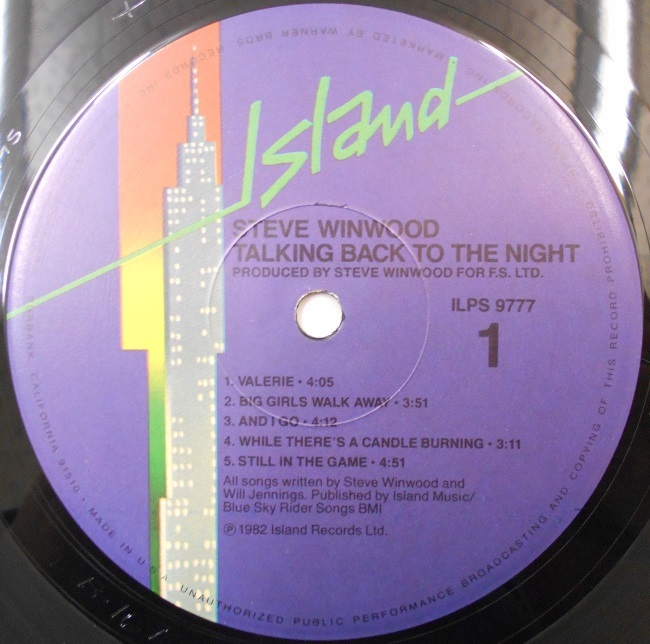 Island
STEVE WINWOOD
TALKING BACK TO THE NIGHT
PRODUCED BY STEVE WINWOOD FOR F.S. LTD.
ILPS 9777
1
1. VALERIE • 4:05
2. BIG GIRLS WALK AWAY • 3:51
3. AND I GO • 4:12
4. WHILE THERE'S A CANDLE BURNING • 3:11
5. STILL IN THE GAME • 4:51
All songs written by Steve Winwood and
Will Jennings. Published by Island Music/
Blue Sky Rider Songs BMI
℗ 1982 Island Records Ltd.
MARKETED BY WARNER BROS RECORDS INC
CALIFORNIA 91510 • MADE IN U.S.A. UNAUTHORIZED PUBLIC PERFORMANCE BROADCASTING AND COPYING OF THIS RECORD PROHIBITED